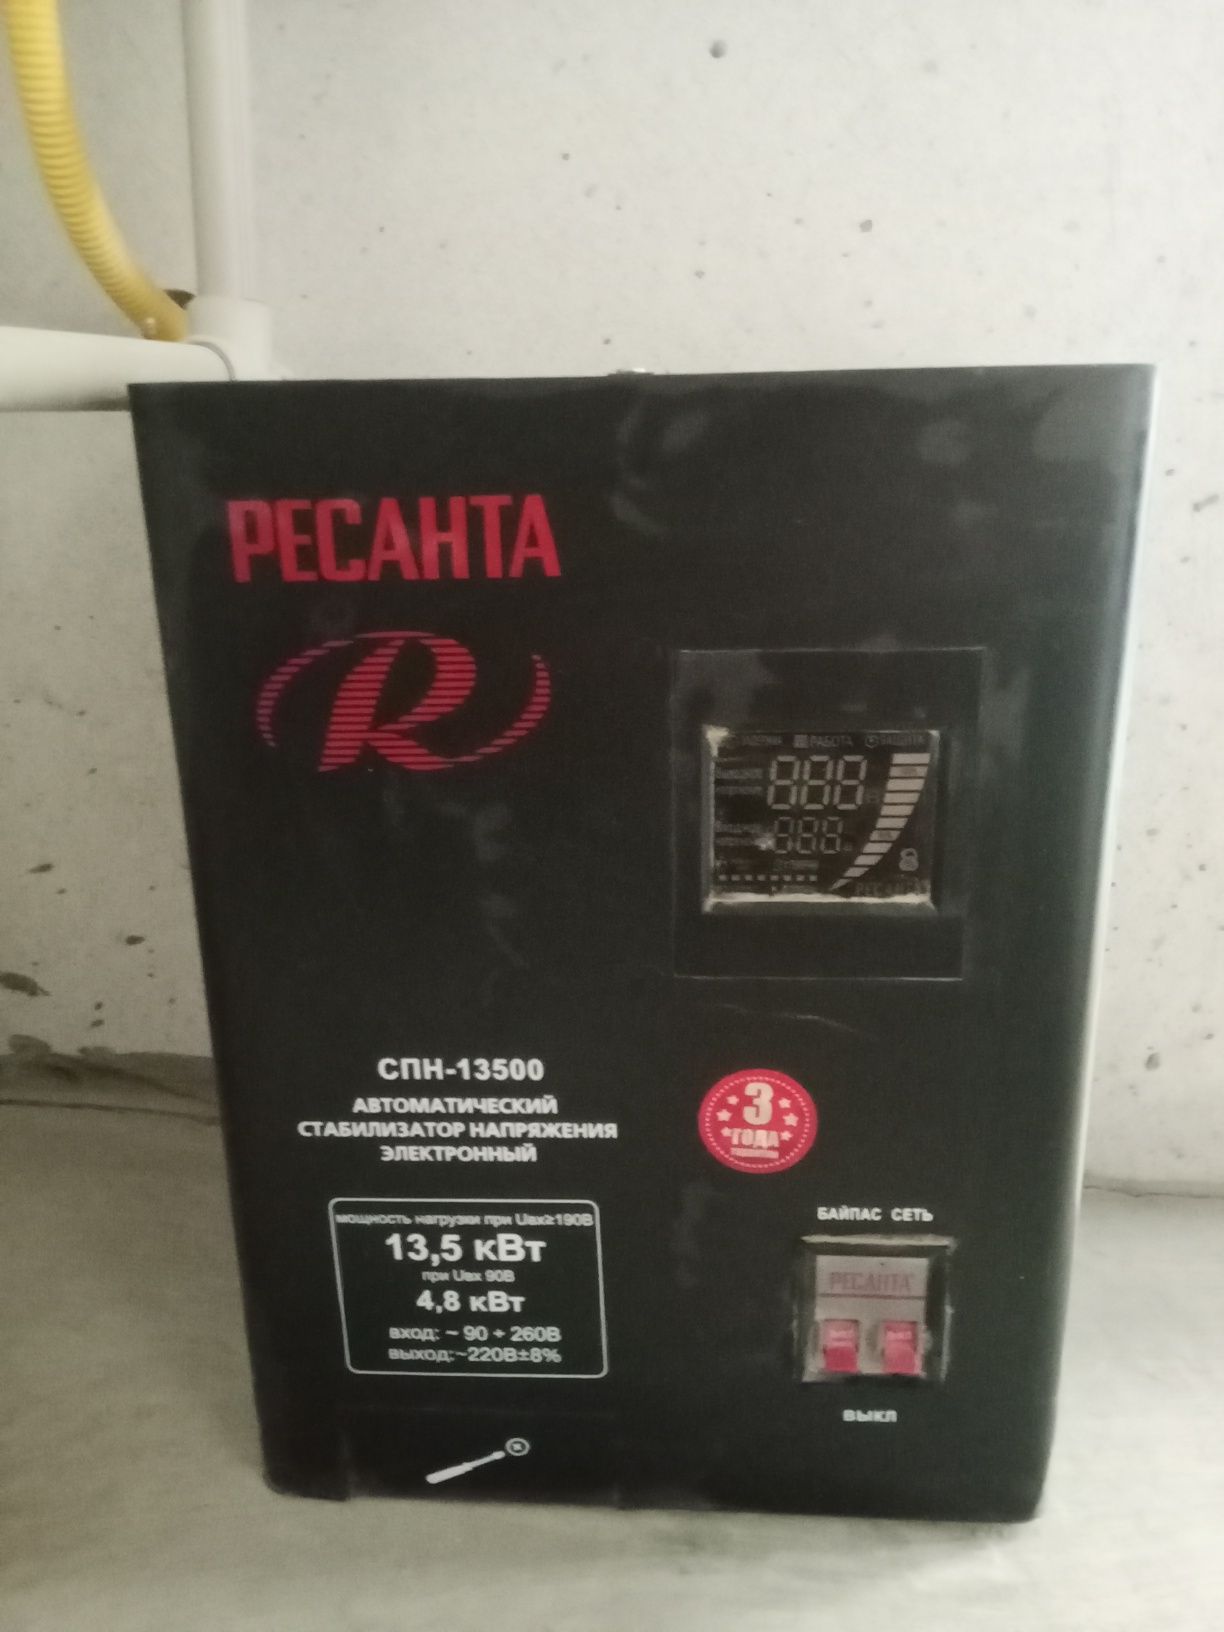 РЕСАНТА
R
РАБОТА ЗАЩИТА
888
888
РЕСАНТА
СПН-13500
АВТОМАТИЧЕСКИЙ
СТАБИЛИЗАТОР НАПРЯЖЕНИЯ
ЭЛЕКТРОННЫЙ
3
ГОДА
мощность нагрузки при Uвх≥190В
13,5 кВт
при Uвх 90В
4,8 кВт
вход: ~ 90 ÷ 260В
выход:~220В±8%
БАЙПАС СЕТЬ
РЕСАНТА
ВЫКЛ